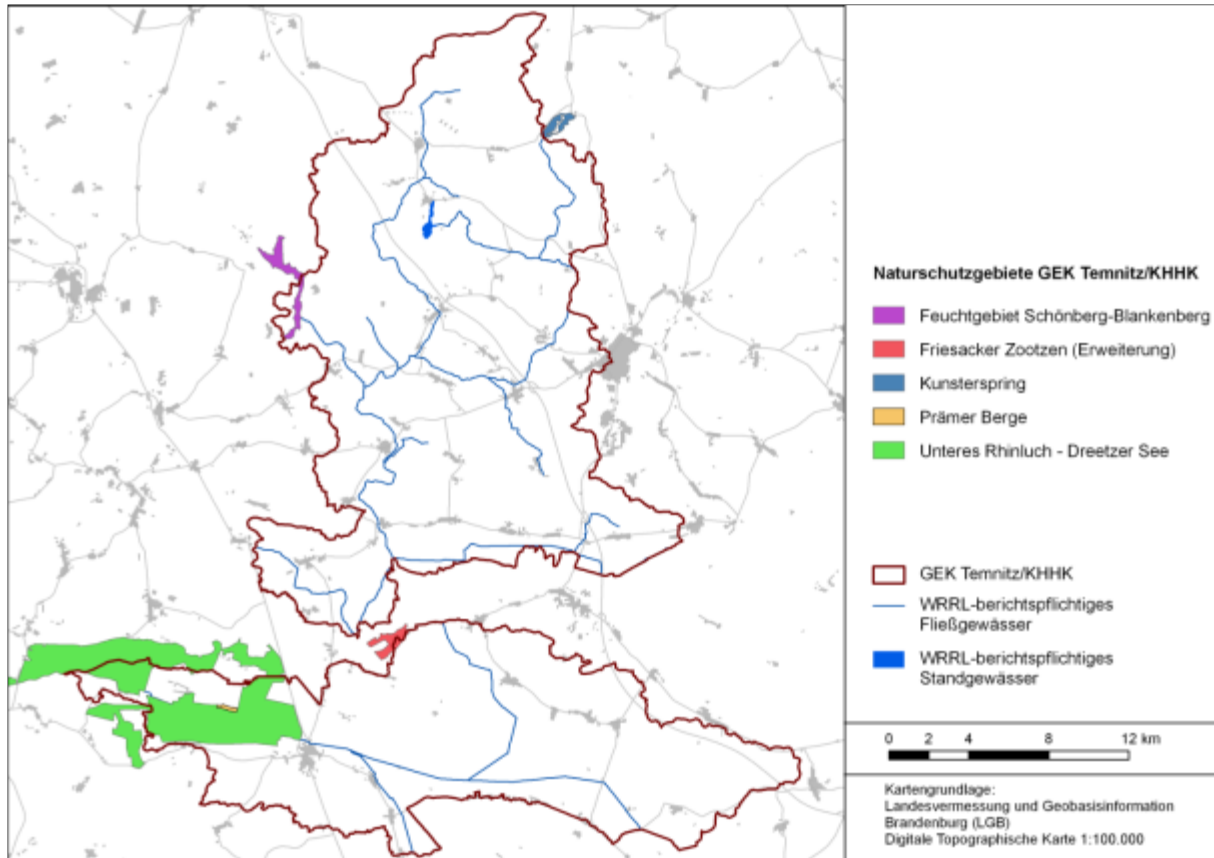 Naturschutzgebiete GEK Temnitz/KHHK
Feuchtgebiet Schönberg-Blankenberg
Friesacker Zootzen (Erweiterung)
Kunsterspring
Prämer Berge
Unteres Rhinluch - Dreetzer See
GEK Temnitz/KHHK
WRRL-berichtspflichtiges
Fließgewässer
WRRL-berichtspflichtiges
Standgewässer
0 2 4 8 12 km
Kartengrundlage:
Landesvermessung und Geobasisinformation
Brandenburg (LGB)
Digitale Topographische Karte 1:100.000